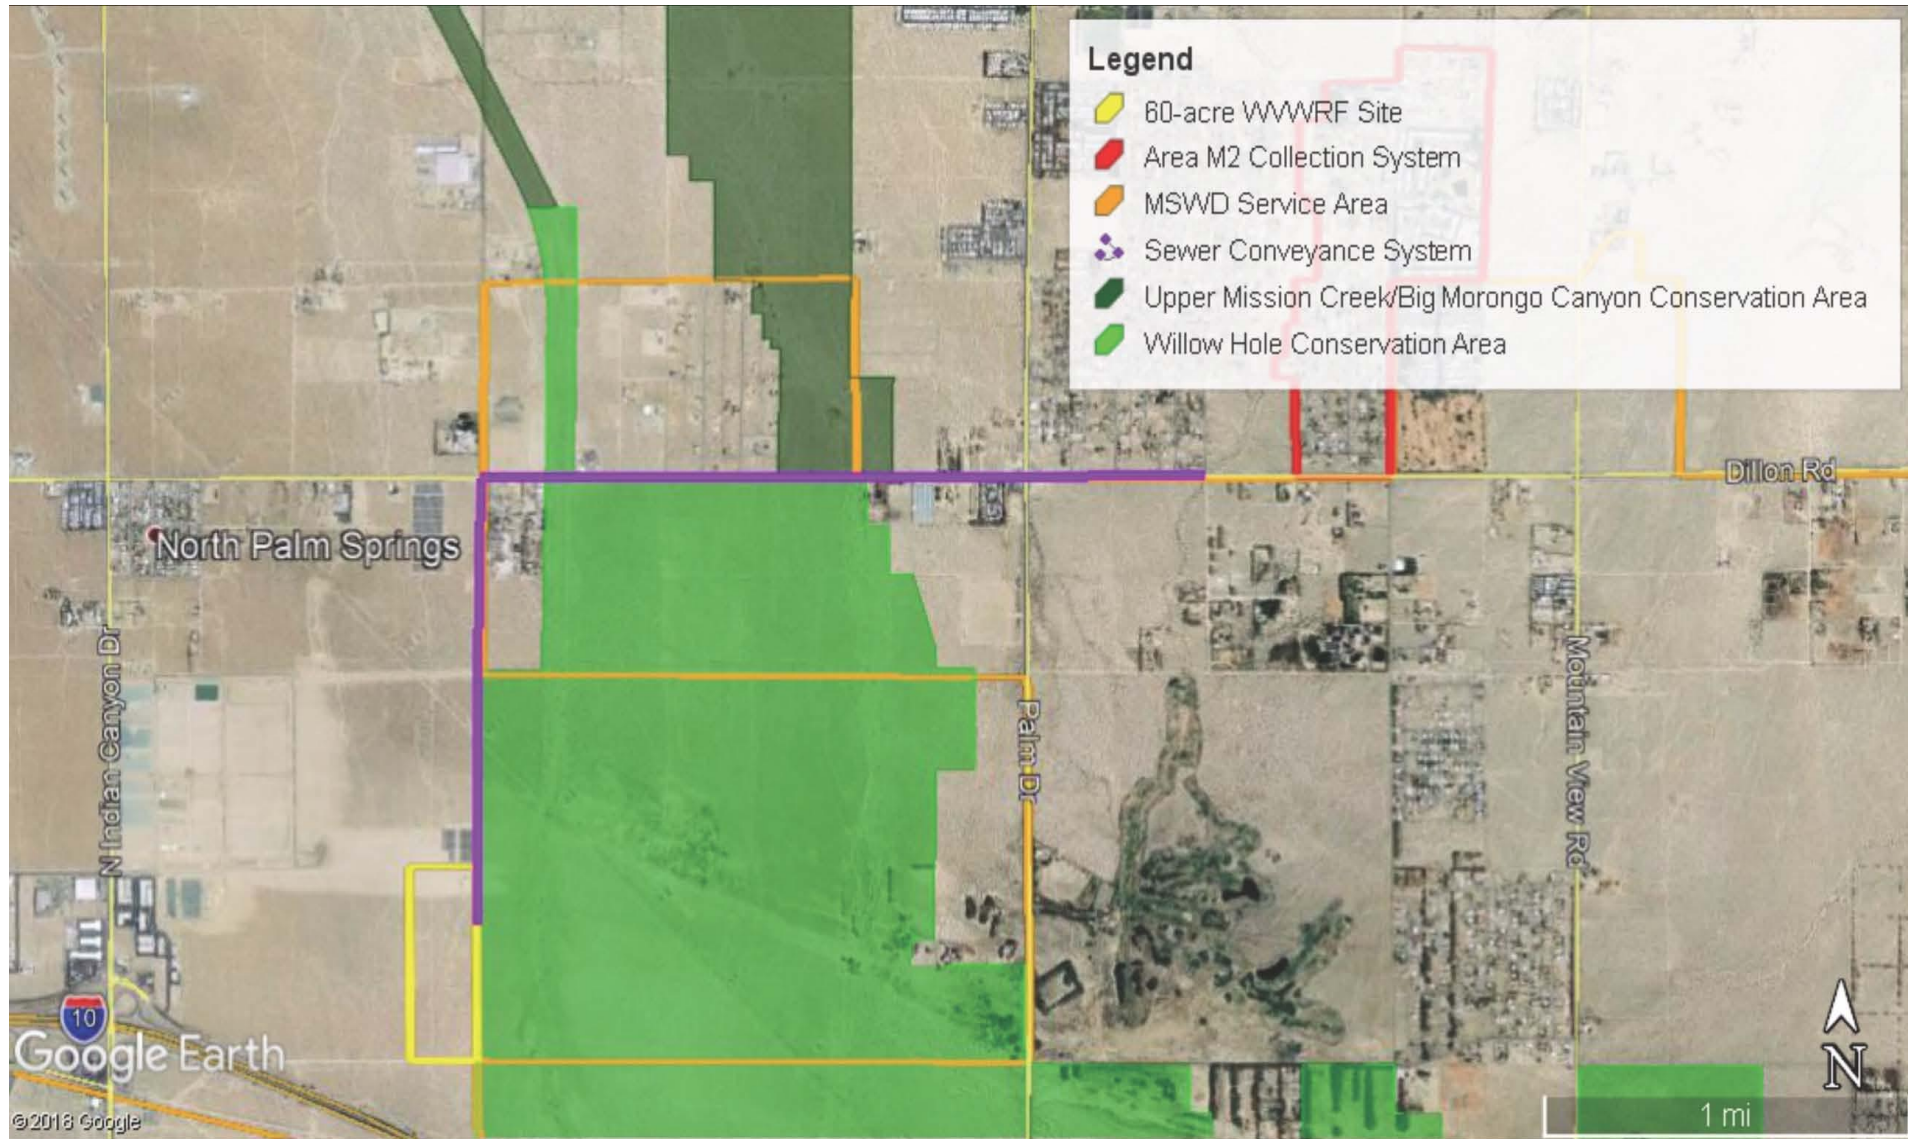 Legend
60-acre WVWRF Site
Area M2 Collection System
MSWD Service Area
Sewer Conveyance System
Upper Mission Creek/Big Morongo Canyon Conservation Area
Willow Hole Conservation Area
Dillon Rd
North Palm Springs
N Indian Canyon Dr
Palm Dr
Mountain View Rd
10
Google Earth
©2018 Google
N
1 mi